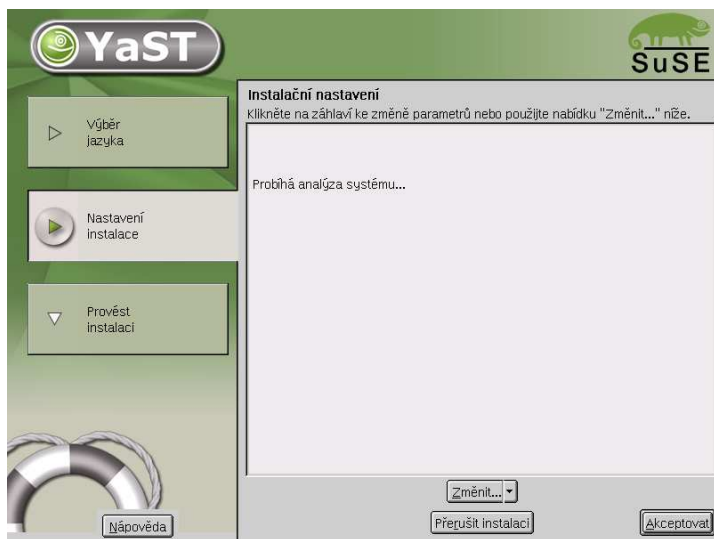 YaST
SuSE
Výběr
jazyka
Nastavení
instalace
Provést
instalaci
Nápověda
Instalační nastavení
Klikněte na záhlaví ke změně parametrů nebo použijte nabídku "Změnit..." níže.
Probíhá analýza systému...
Změnit...
Přerušit instalaci
Akceptovat